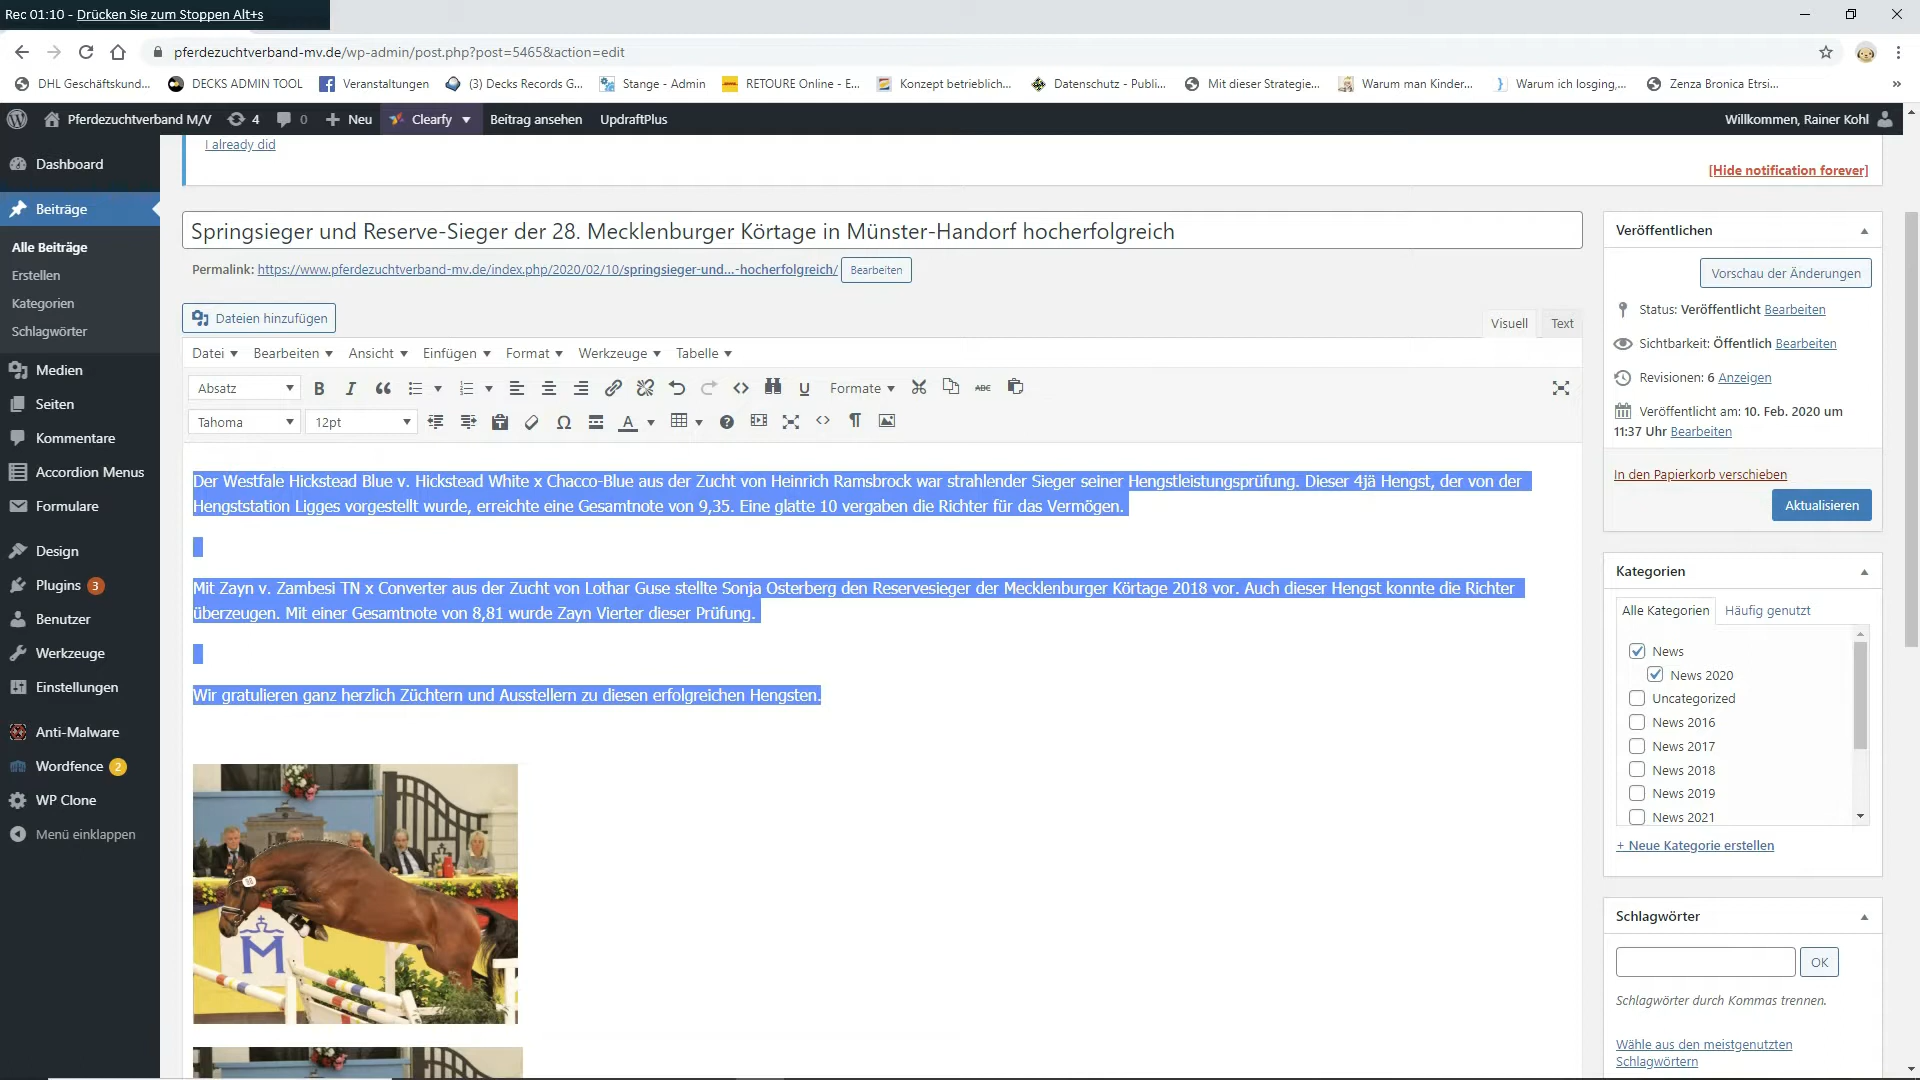 Rec 01:10 - Drücken Sie zum Stoppen Alt+s
pferdezuchtverband-mv.de/wp-admin/post.php?post=5465&action=edit
DHL Geschäftskund...
DECKS ADMIN TOOL
Veranstaltungen
(3) Decks Records G...
Stange - Admin
RETOURE Online - E...
Konzept betrieblich...
Datenschutz - Publi...
Mit dieser Strategie...
Warum man Kinder...
Warum ich losging,...
Zenza Bronica Etrsi...
»
Pferdezuchtverband M/V
4
0
Neu
Clearfy
Beitrag ansehen
UpdraftPlus
Willkommen, Rainer Kohl
Dashboard
Beiträge
Alle Beiträge
Erstellen
Kategorien
Schlagwörter
Medien
Seiten
Kommentare
Accordion Menus
Formulare
Design
Plugins 3
Benutzer
Werkzeuge
Einstellungen
Anti-Malware
Wordfence 2
WP Clone
Menü einklappen
I already did
[Hide notification forever]
Springsieger und Reserve-Sieger der 28. Mecklenburger Körtage in Münster-Handorf hocherfolgreich
Permalink: https://www.pferdezuchtverband-mv.de/index.php/2020/02/10/springsieger-und...-hocherfolgreich/ Bearbeiten
Dateien hinzufügen
Visuell Text
Datei Bearbeiten Ansicht Einfügen Format Werkzeuge Tabelle
Absatz B I U Formate ABC
Tahoma 12pt A
Der Westfale Hickstead Blue v. Hickstead White x Chacco-Blue aus der Zucht von Heinrich Ramsbrock war strahlender Sieger seiner Hengstleistungsprüfung. Dieser 4jä Hengst, der von der
Hengststation Ligges vorgestellt wurde, erreichte eine Gesamtnote von 9,35. Eine glatte 10 vergaben die Richter für das Vermögen.
Mit Zayn v. Zambesi TN x Converter aus der Zucht von Lothar Guse stellte Sonja Osterberg den Reservesieger der Mecklenburger Körtage 2018 vor. Auch dieser Hengst konnte die Richter
überzeugen. Mit einer Gesamtnote von 8,81 wurde Zayn Vierter dieser Prüfung.
Wir gratulieren ganz herzlich Züchtern und Ausstellern zu diesen erfolgreichen Hengsten.
M
Veröffentlichen
Vorschau der Änderungen
Status: Veröffentlicht Bearbeiten
Sichtbarkeit: Öffentlich Bearbeiten
Revisionen: 6 Anzeigen
Veröffentlicht am: 10. Feb. 2020 um
11:37 Uhr Bearbeiten
In den Papierkorb verschieben
Aktualisieren
Kategorien
Alle Kategorien Häufig genutzt
News
News 2020
Uncategorized
News 2016
News 2017
News 2018
News 2019
News 2021
+ Neue Kategorie erstellen
Schlagwörter
OK
Schlagwörter durch Kommas trennen.
Wähle aus den meistgenutzten
Schlagwörtern